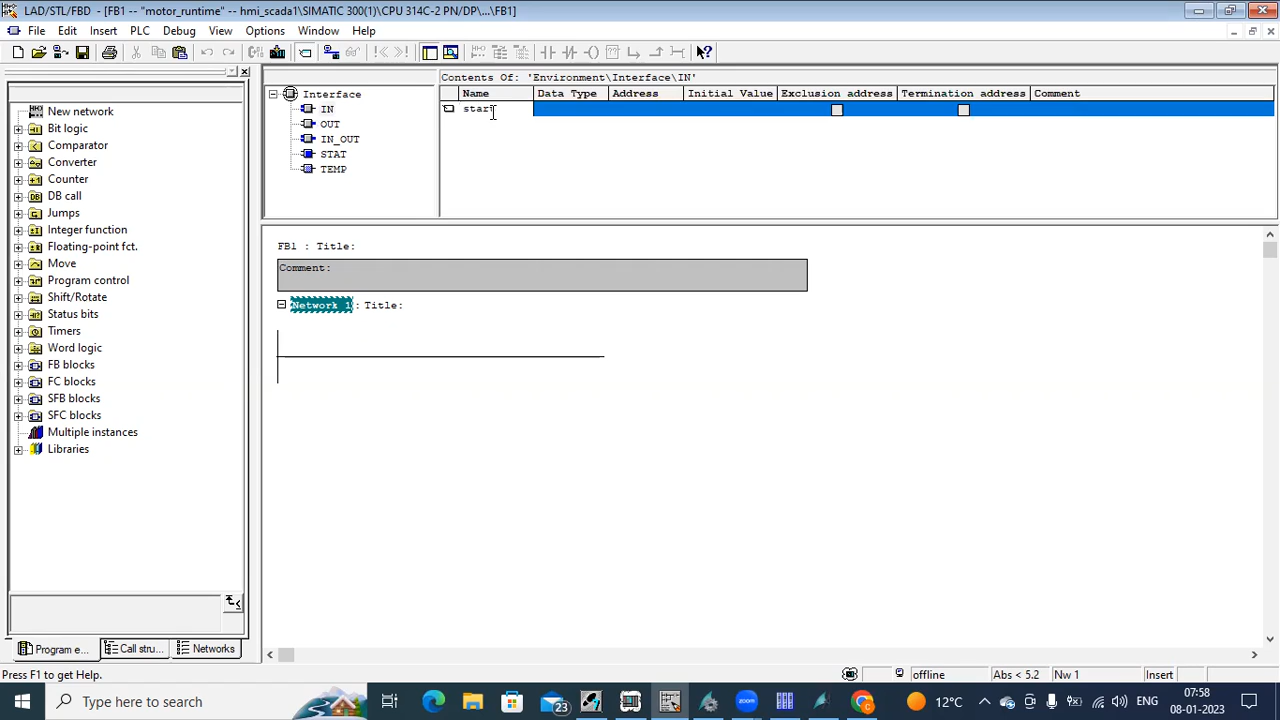 LAD/STL/FBD - [FB1 -- "motor_runtime" -- hmi_scada1\SIMATIC 300(1)\CPU 314C-2 PN/DP\...\FB1]
File Edit Insert PLC Debug View Options Window Help
Contents Of: 'Environment\Interface\IN'
Name Data Type Address Initial Value Exclusion address Termination address Comment
start
Interface
IN
OUT
IN_OUT
STAT
TEMP
New network
Bit logic
Comparator
Converter
Counter
DB call
Jumps
Integer function
Floating-point fct.
Move
Program control
Shift/Rotate
Status bits
Timers
Word logic
FB blocks
FC blocks
SFB blocks
SFC blocks
Multiple instances
Libraries
FB1 : Title:
Comment:
Network 1: Title:
Program e... Call stru... Networks
Press F1 to get Help. offline Abs < 5.2 Nw 1 Insert
Type here to search 23 12°C ENG 07:58
08-01-2023